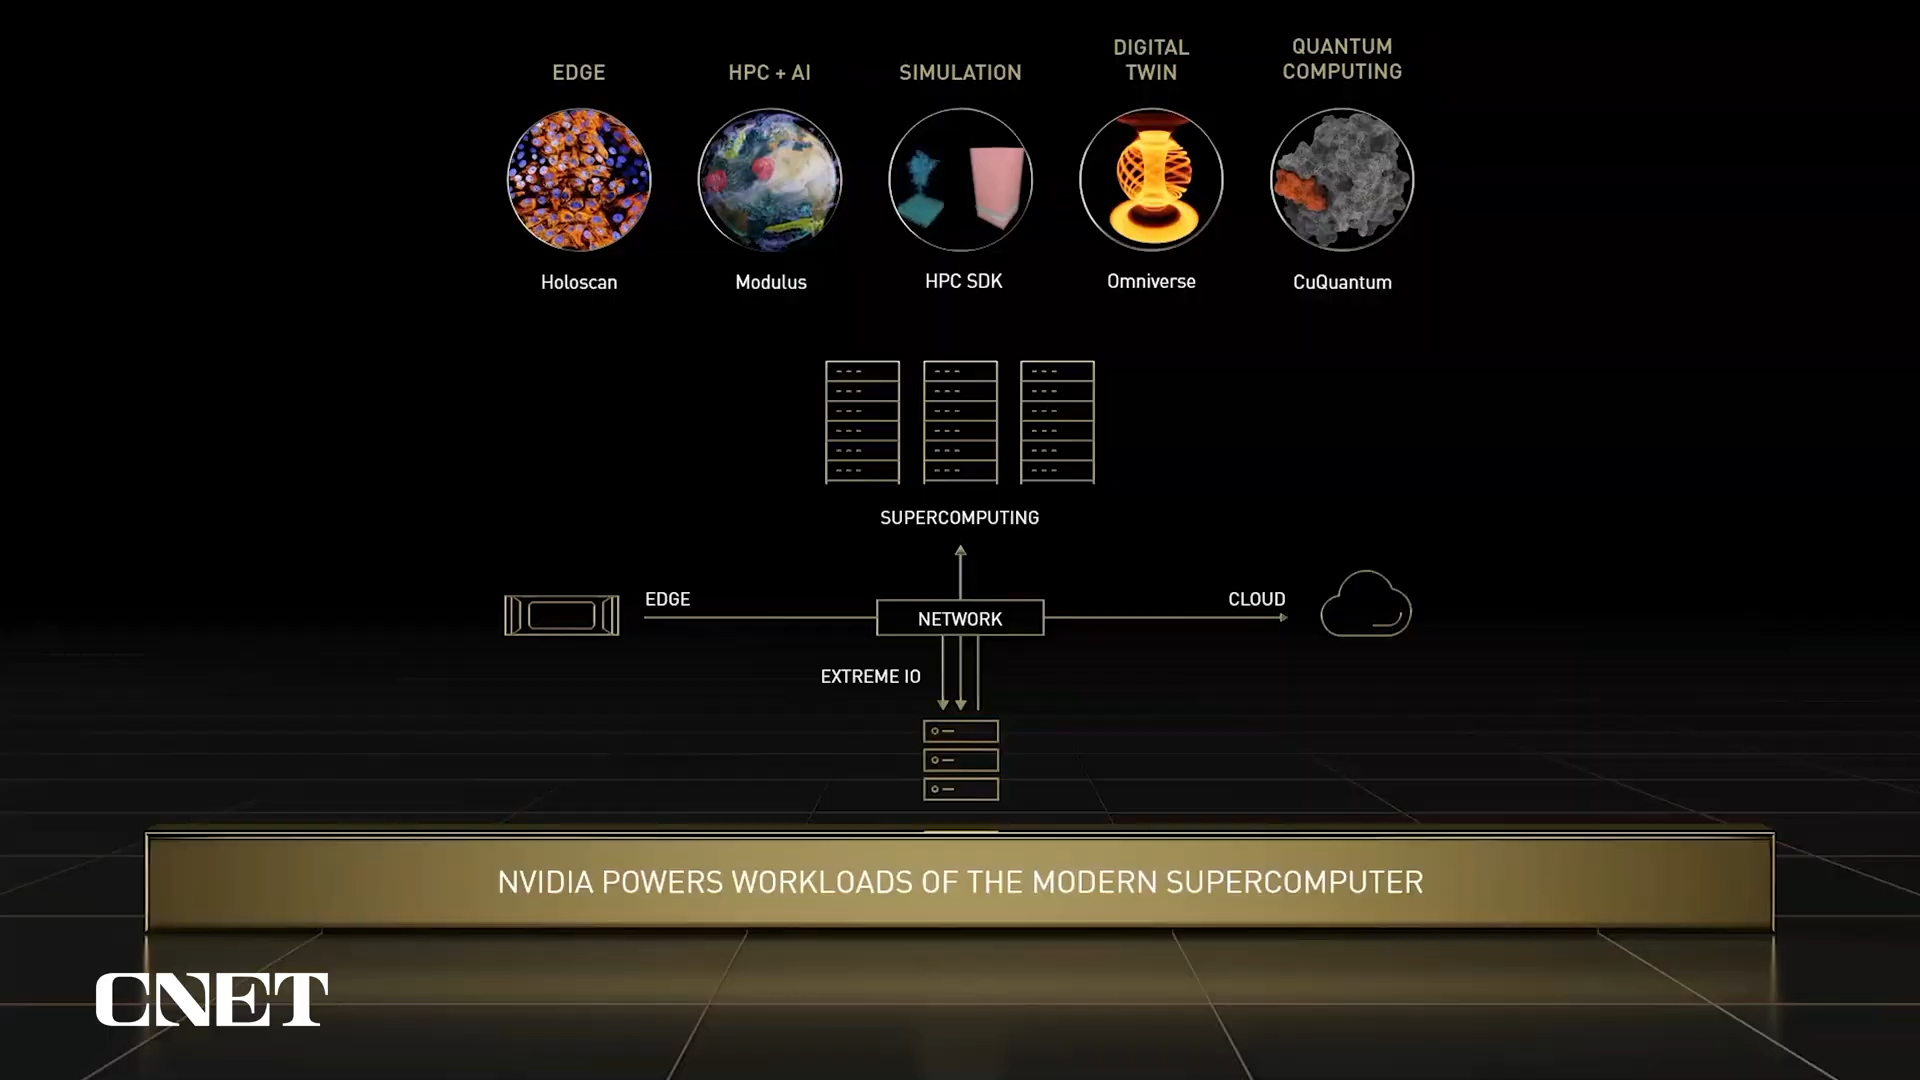 EDGE
HPC + AI
SIMULATION
DIGITAL
TWIN
QUANTUM
COMPUTING
Holoscan
Modulus
HPC SDK
Omniverse
CuQuantum
SUPERCOMPUTING
EDGE
NETWORK
CLOUD
EXTREME IO
NVIDIA POWERS WORKLOADS OF THE MODERN SUPERCOMPUTER
CNET